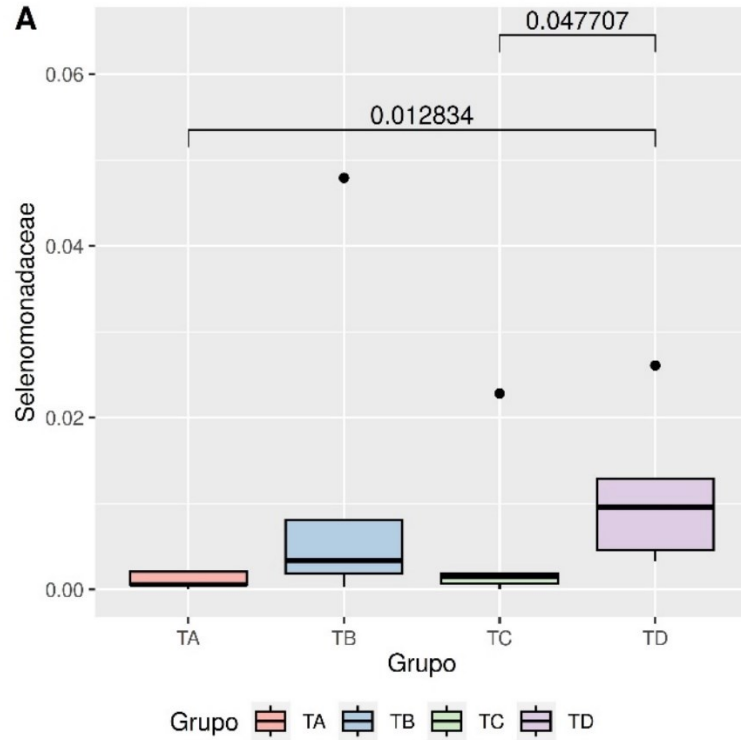 A
0.047707
0.06
0.012834
Selenomonadaceae
0.04
0.02
0.00
TA TB TC TD
Grupo
Grupo TA TB TC TD